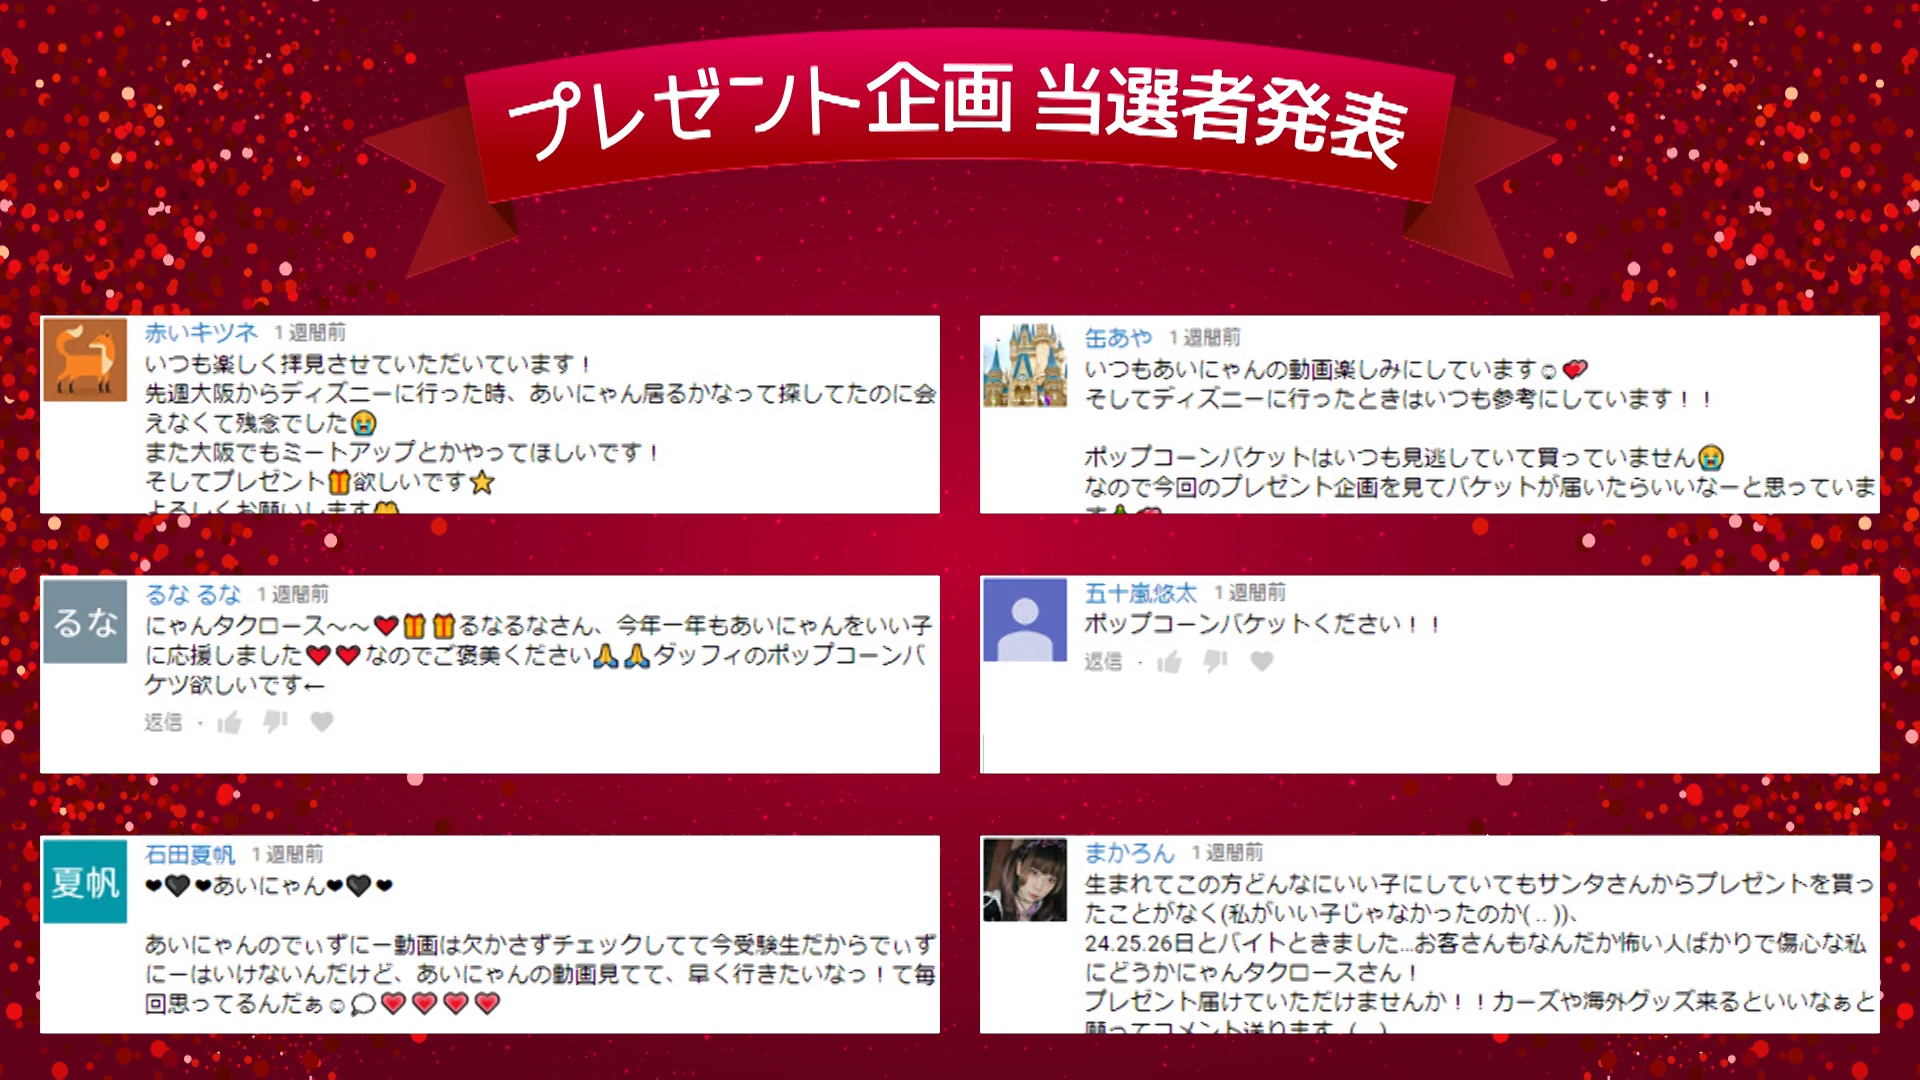 プレゼント企画 当選者発表
赤いキツネ 1 週間前
いつも楽しく拝見させていただいています！
先週大阪からディズニーに行った時、あいにゃん居るかなって探してたのに会
えなくて残念でした😭
また大阪でもミートアップとかやってほしいです！
そしてプレゼント🎁欲しいです⭐
よろしくお願いします
缶あや 1 週間前
いつもあいにゃんの動画楽しみにしています☺💕
そしてディズニーに行ったときはいつも参考にしています！！
ポップコーンバケットはいつも見逃していて買っていません😭
なので今回のプレゼント企画を見てバケットが届いたらいいなーと思っていま
す🎄💕
るな
るな るな 1 週間前
にゃんタクロース〜〜❤🎁🎁るなるなさん、今年一年もあいにゃんをいい子
に応援しました❤❤なのでご褒美ください🙏🙏ダッフィのポップコーンバ
ケツ欲しいです←
返信 ·
五十嵐悠太 1 週間前
ポップコーンバケットください！！
返信 ·
夏帆
石田夏帆 1 週間前
❤🖤❤あいにゃん❤🖤❤
あいにゃんのでぃずにー動画は欠かさずチェックしてて今受験生だからでぃず
にーはいけないんだけど、あいにゃんの動画見てて、早く行きたいなっ！て毎
回思ってるんだぁ☺💭💗💗💗💗
まかろん 1 週間前
生まれてこの方どんなにいい子にしていてもサンタさんからプレゼントを貰っ
たことがなく(私がいい子じゃなかったのか( .. ))、
24.25.26日とバイトときました...お客さんもなんだか怖い人ばかりで傷心な私
にどうかにゃんタクロースさん！
プレゼント届けていただけませんか！！カーズや海外グッズ来るといいなぁと
願ってコメント送ります